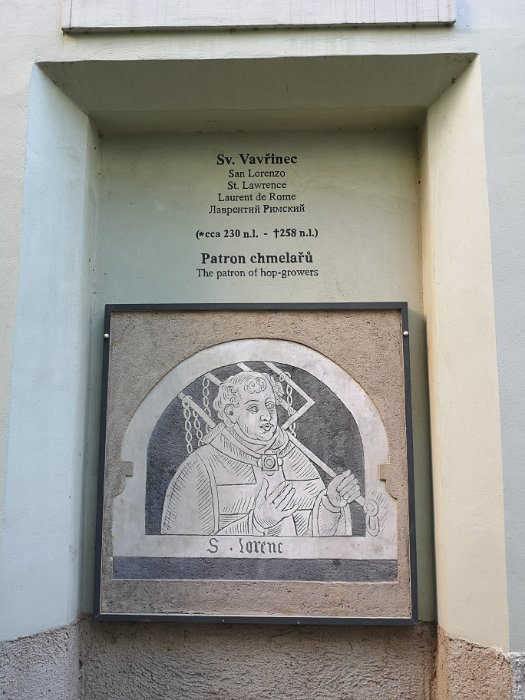 Sv. Vavřinec
San Lorenzo
St. Lawrence
Laurent de Rome
Лаврентий Римский
(*cca 230 n.l. - †258 n.l.)
Patron chmelařů
The patron of hop-growers
S . Lorenc